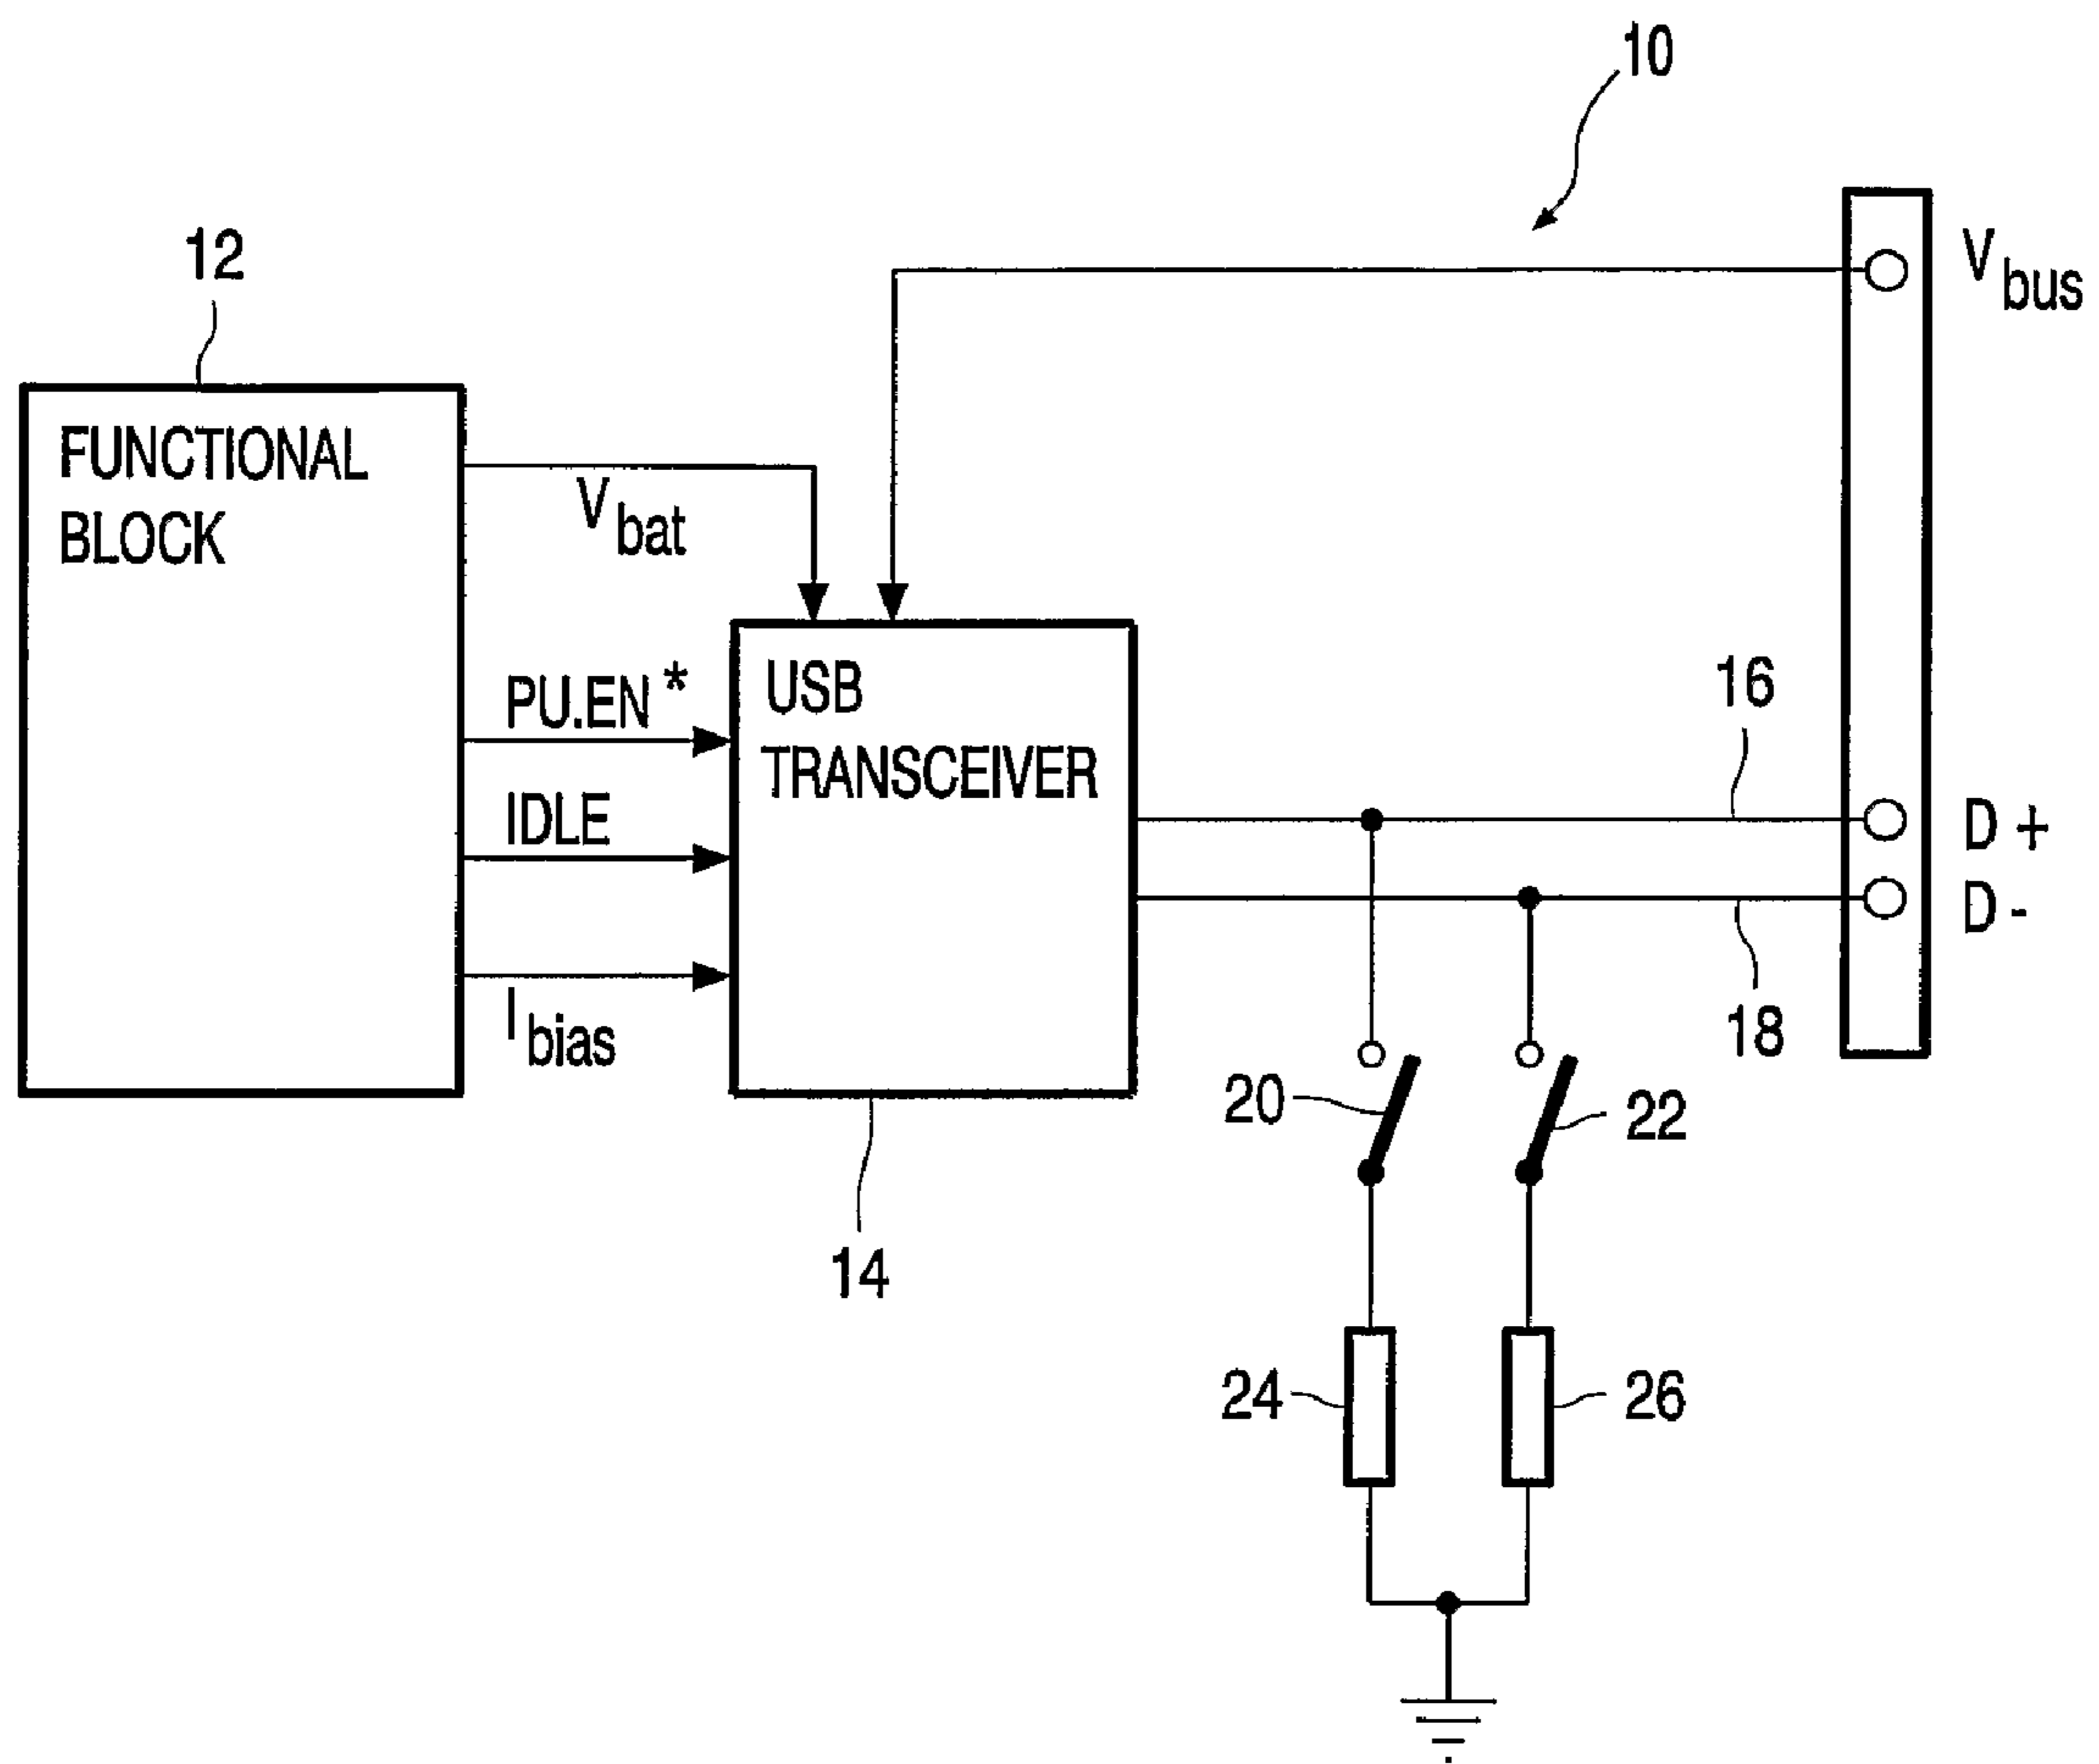 10
12
V bus
FUNCTIONAL
BLOCK
V bat
PU.EN*
USB
TRANSCEIVER
16
IDLE
D +
D -
I bias
18
20
22
14
24
26